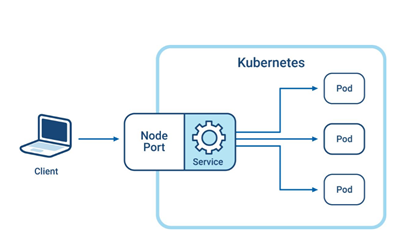 Kubernetes
Pod
Node
Port
Service
Pod
Client
Pod